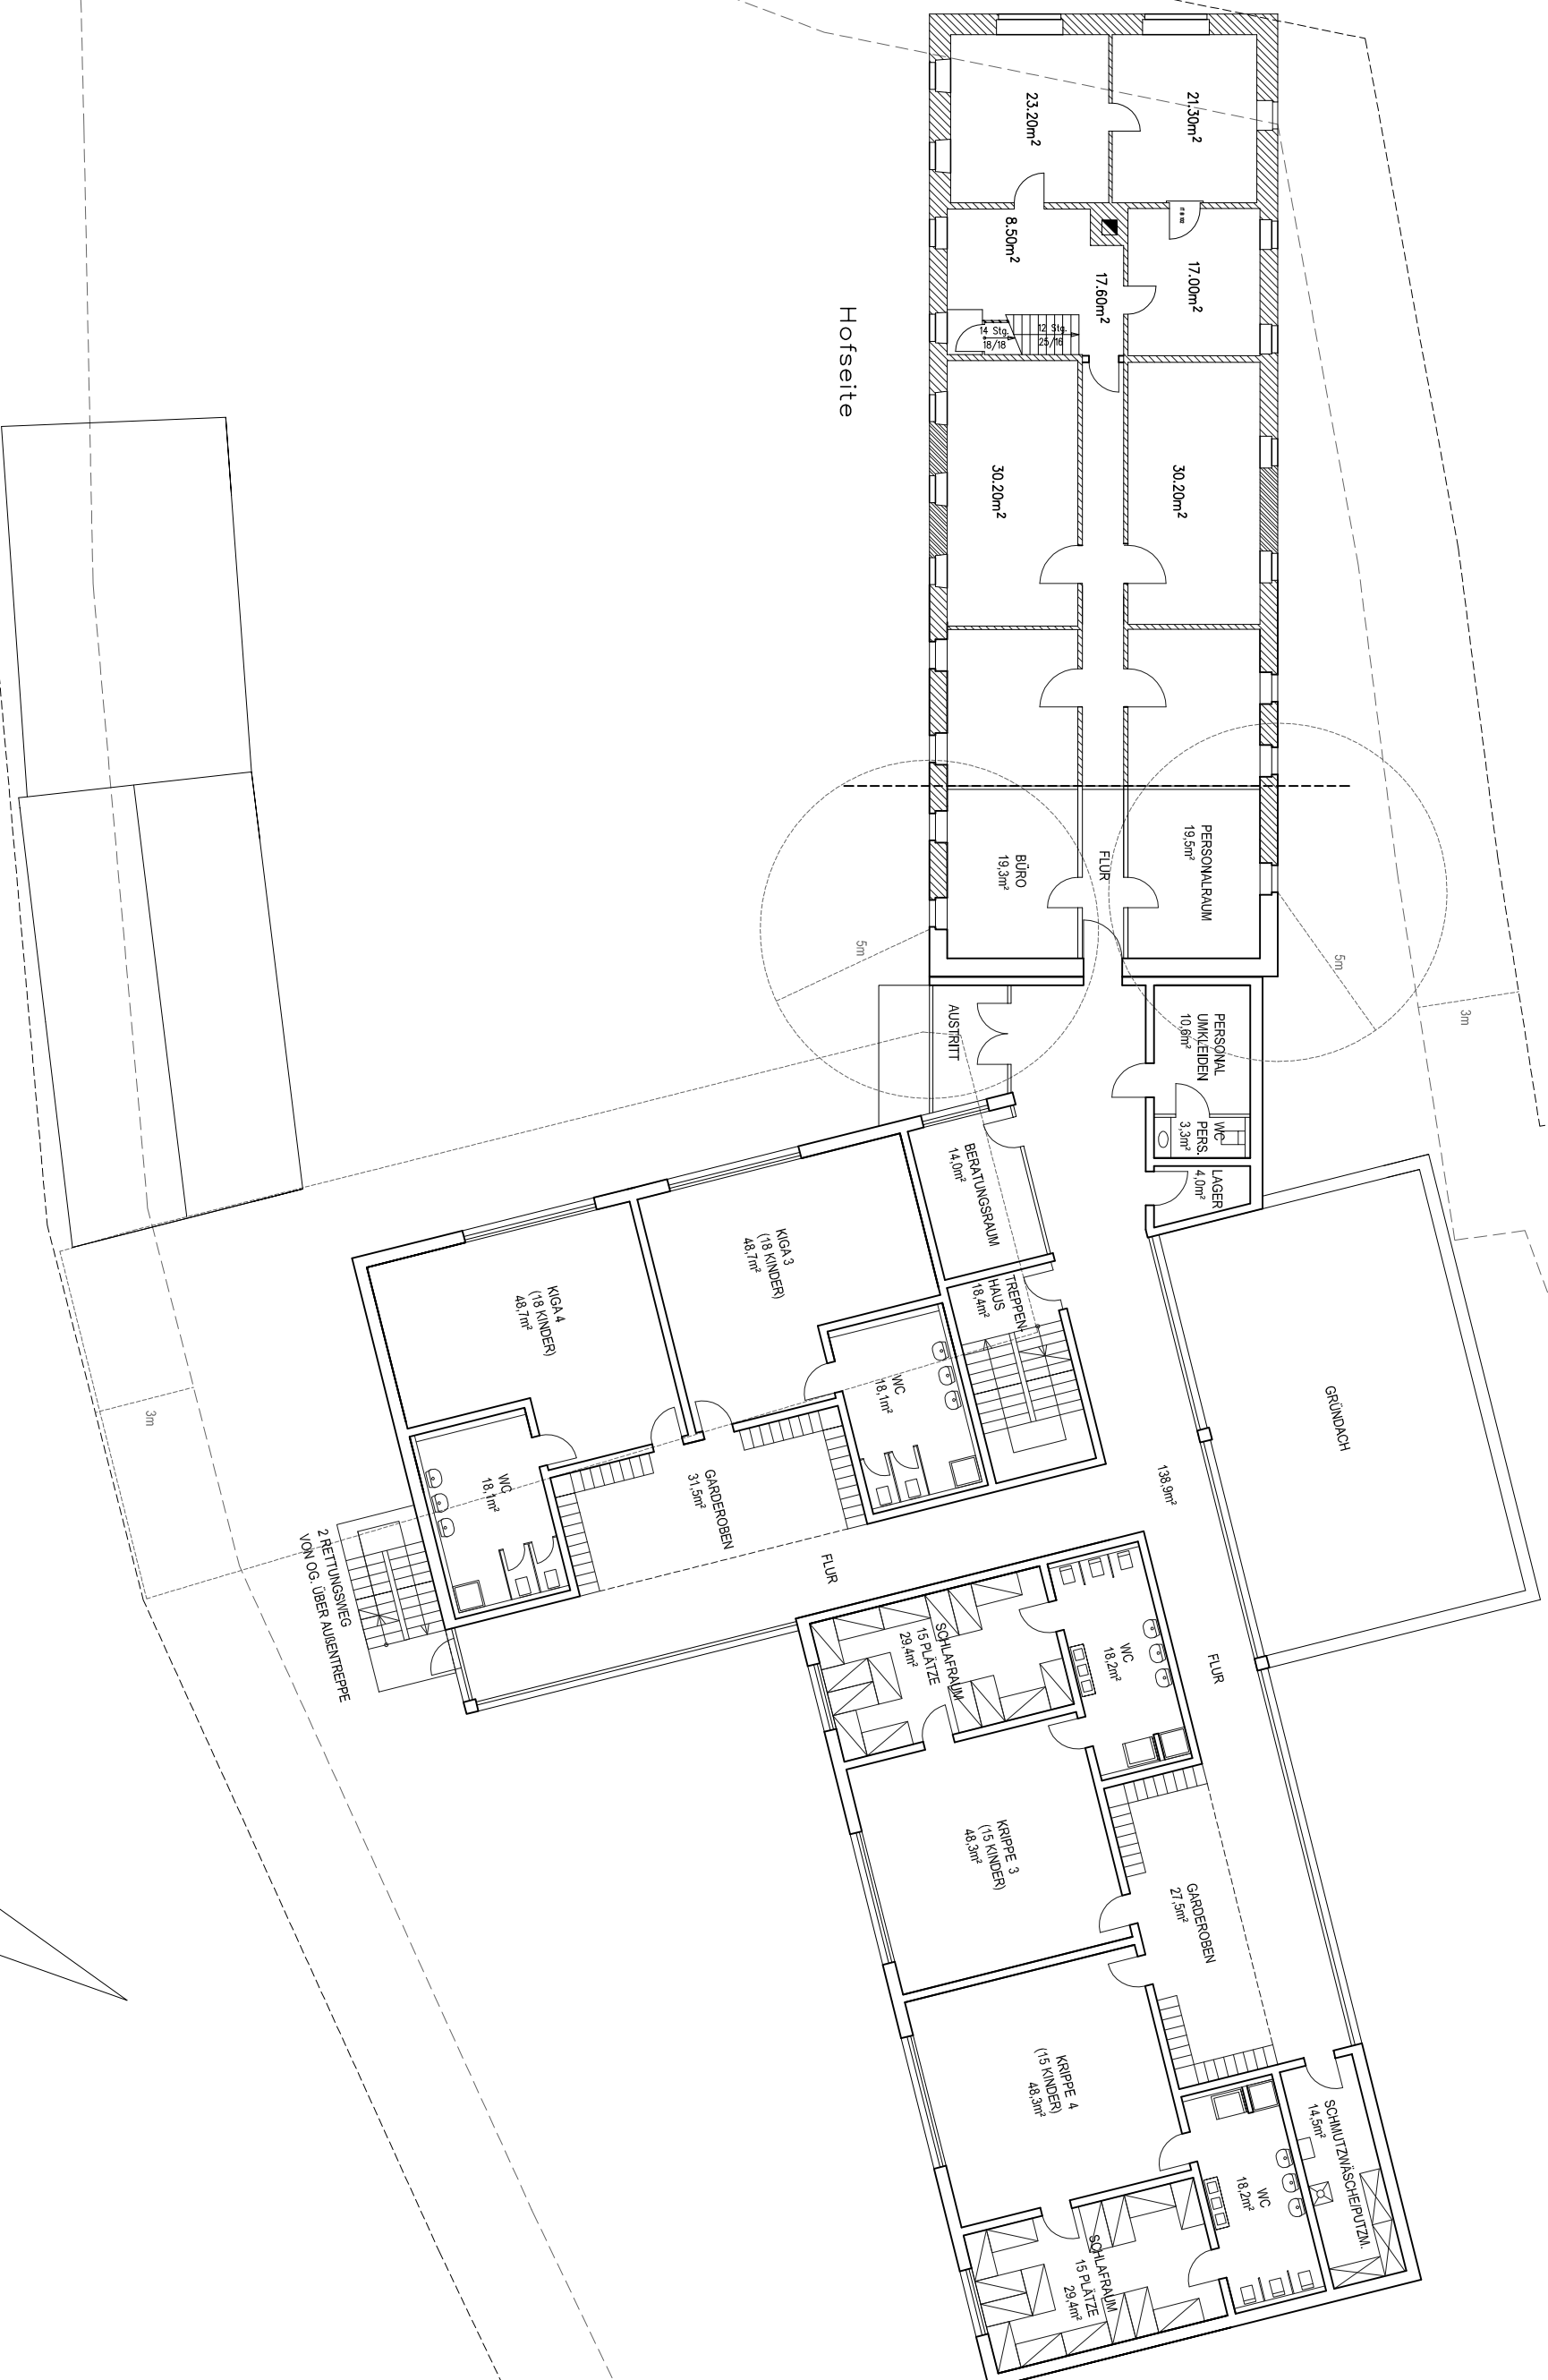 21.30m²
23.20m²
8.50m²
17.00m²
17.60m²
14 Stg.
18/18
12 Stg.
25/16
Hofseite
30.20m²
30.20m²
PERSONALRAUM
19,5m²
FLUR
BÜRO
19,3m²
5m
5m
3m
AUSTRITT
PERSONAL
UMKLEIDEN
10,6m²
WC
PERS.
3,3m²
LAGER
4,0m²
BERATUNGSRAUM
14,0m²
TREPPEN-
HAUS
18,4m²
KIGA 3
(18 KINDER)
48,7m²
KIGA 4
(18 KINDER)
48,7m²
WC
18,1m²
WC
18,1m²
GARDEROBEN
31,5m²
3m
2 RETTUNGSWEG
VON OG. ÜBER AUßENTREPPE
FLUR
138,9m²
GRÜNDACH
FLUR
SCHLAFRAUM
15 PLÄTZE
29,4m²
WC
18,2m²
KRIPPE 3
(15 KINDER)
48,3m²
GARDEROBEN
27,5m²
KRIPPE 4
(15 KINDER)
48,3m²
SCHMUTZWÄSCHE/PUTZM.
14,5m²
WC
18,2m²
SCHLAFRAUM
15 PLÄTZE
29,4m²